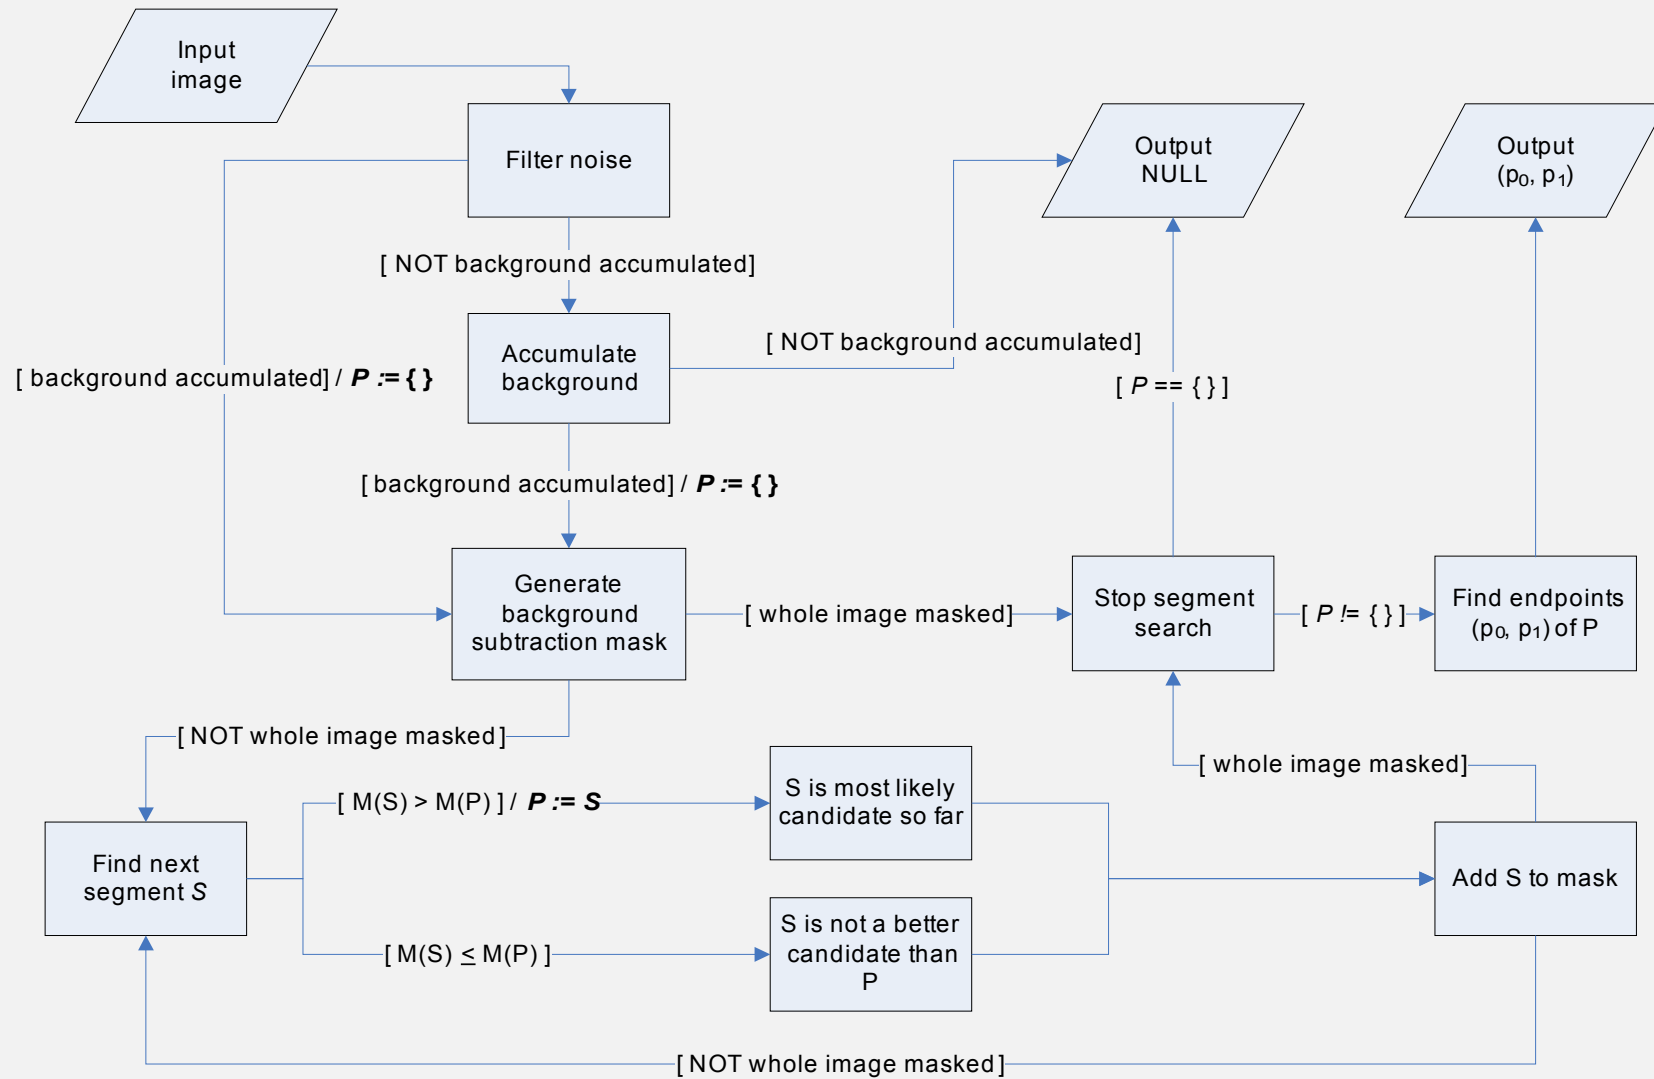 Input
image
Filter noise
Output
NULL
Output
(p₀, p₁)
[ NOT background accumulated]
Accumulate
background
[ NOT background accumulated]
[ background accumulated] / P := { }
[ P == { } ]
[ background accumulated] / P := { }
Generate
background
subtraction mask
[ whole image masked]
Stop segment
search
[ P != { } ]
Find endpoints
(p₀, p₁) of P
[ NOT whole image masked]
[ whole image masked]
[ M(S) > M(P) ] / P := S
S is most likely
candidate so far
Find next
segment S
Add S to mask
[ M(S) ≤ M(P) ]
S is not a better
candidate than
P
[ NOT whole image masked]